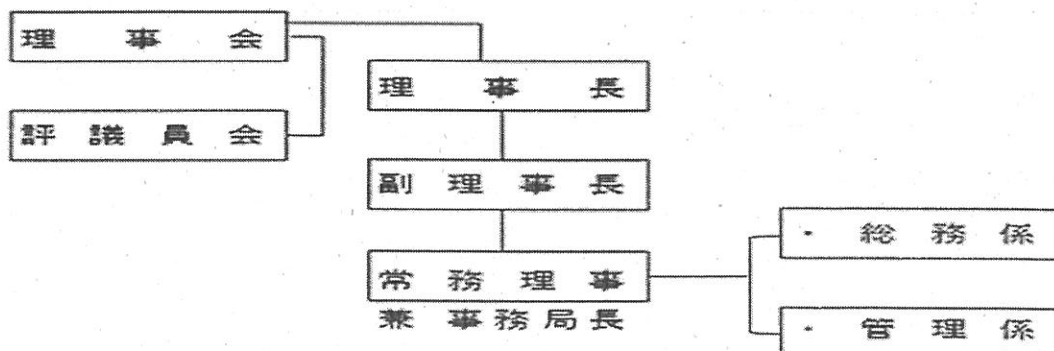 理事会
評議員会
理事長
副理事長
常務理事
兼事務局長
・総務係
・管理係